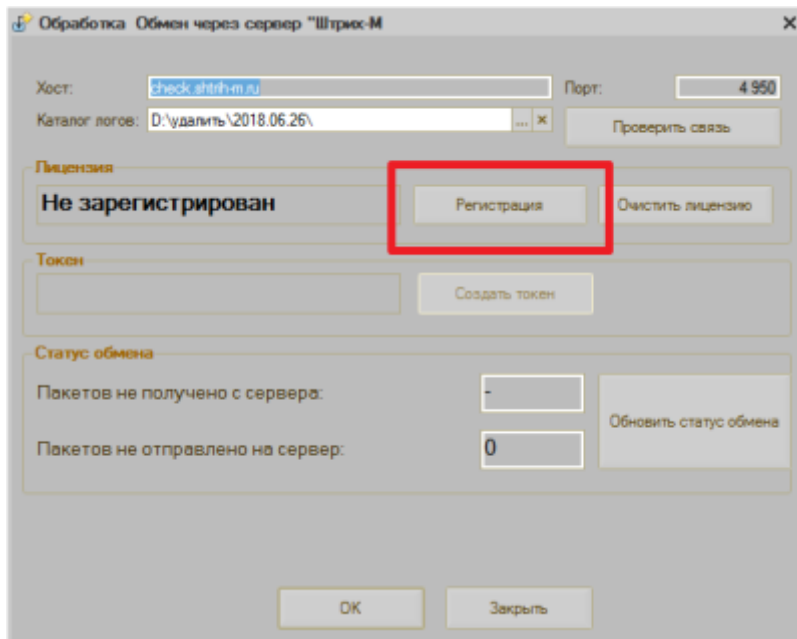 Обработка Обмен через сервер "Штрих-М
Хост: check.shtrih-m.ru Порт: 4 950
Каталог логов: D:\удалить\2018.06.26\ ... × Проверить связь
Лицензия
Не зарегистрирован Регистрация Очистить лицензию
Токен
Создать токен
Статус обмена
Пакетов не получено с сервера: -
Обновить статус обмена
Пакетов не отправлено на сервер: 0
OK Закрыть